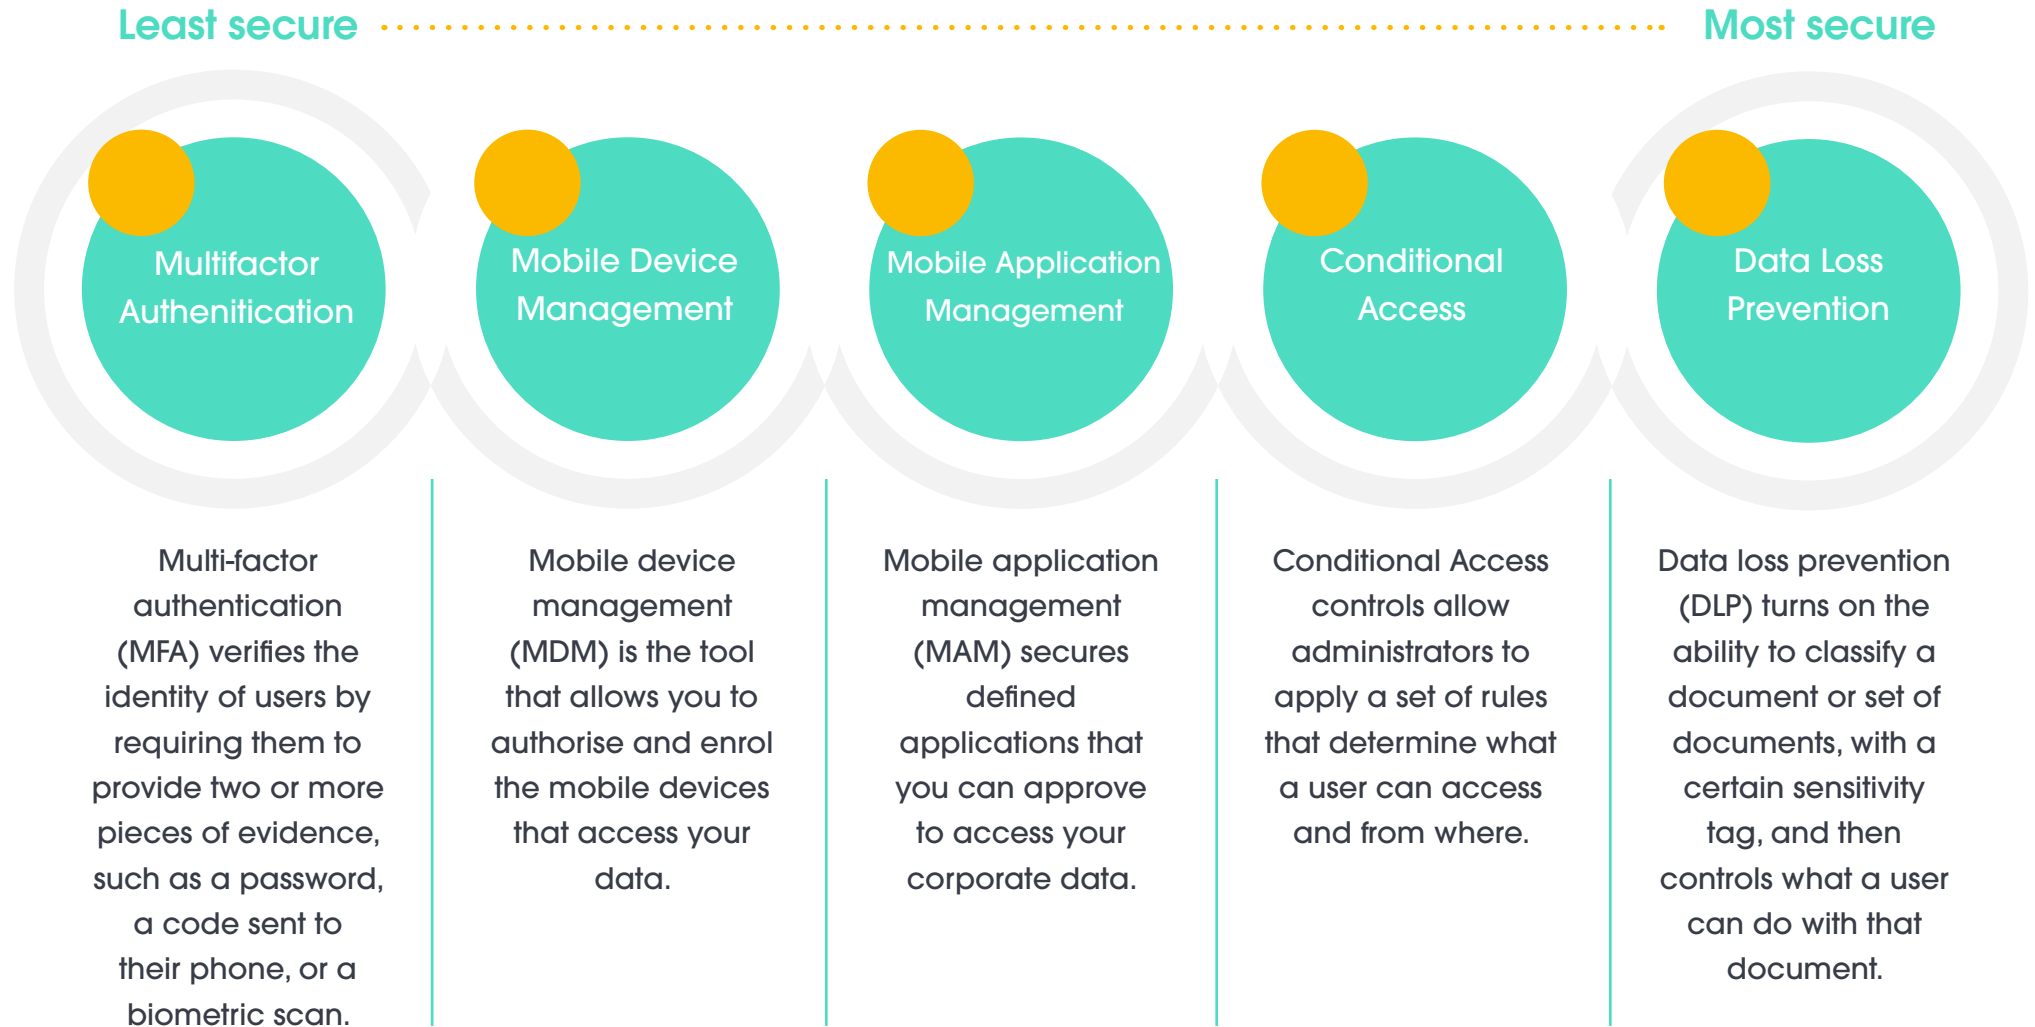 Least secure
Most secure
Multifactor
Authenitication
Mobile Device
Management
Mobile Application
Management
Conditional
Access
Data Loss
Prevention
Multi-factor
authentication
(MFA) verifies the
identity of users by
requiring them to
provide two or more
pieces of evidence,
such as a password,
a code sent to
their phone, or a
biometric scan.
Mobile device
management
(MDM) is the tool
that allows you to
authorise and enrol
the mobile devices
that access your
data.
Mobile application
management
(MAM) secures
defined
applications that
you can approve
to access your
corporate data.
Conditional Access
controls allow
administrators to
apply a set of rules
that determine what
a user can access
and from where.
Data loss prevention
(DLP) turns on the
ability to classify a
document or set of
documents, with a
certain sensitivity
tag, and then
controls what a user
can do with that
document.